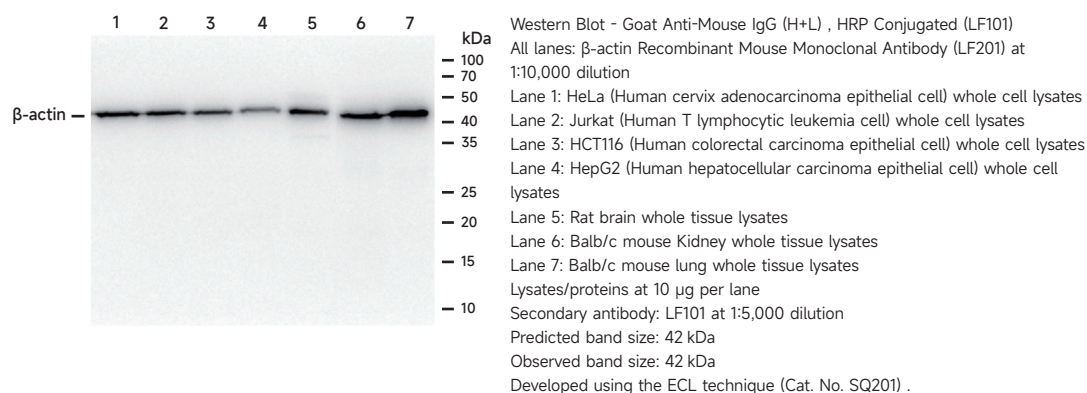 1 2 3 4 5 6 7
kDa
100
70
50
β-actin
40
35
25
20
15
10
Western Blot - Goat Anti-Mouse IgG (H+L) , HRP Conjugated (LF101)
All lanes: β-actin Recombinant Mouse Monoclonal Antibody (LF201) at
1:10,000 dilution
Lane 1: HeLa (Human cervix adenocarcinoma epithelial cell) whole cell lysates
Lane 2: Jurkat (Human T lymphocytic leukemia cell) whole cell lysates
Lane 3: HCT116 (Human colorectal carcinoma epithelial cell) whole cell lysates
Lane 4: HepG2 (Human hepatocellular carcinoma epithelial cell) whole cell
lysates
Lane 5: Rat brain whole tissue lysates
Lane 6: Balb/c mouse Kidney whole tissue lysates
Lane 7: Balb/c mouse lung whole tissue lysates
Lysates/proteins at 10 μg per lane
Secondary antibody: LF101 at 1:5,000 dilution
Predicted band size: 42 kDa
Observed band size: 42 kDa
Developed using the ECL technique (Cat. No. SQ201) .